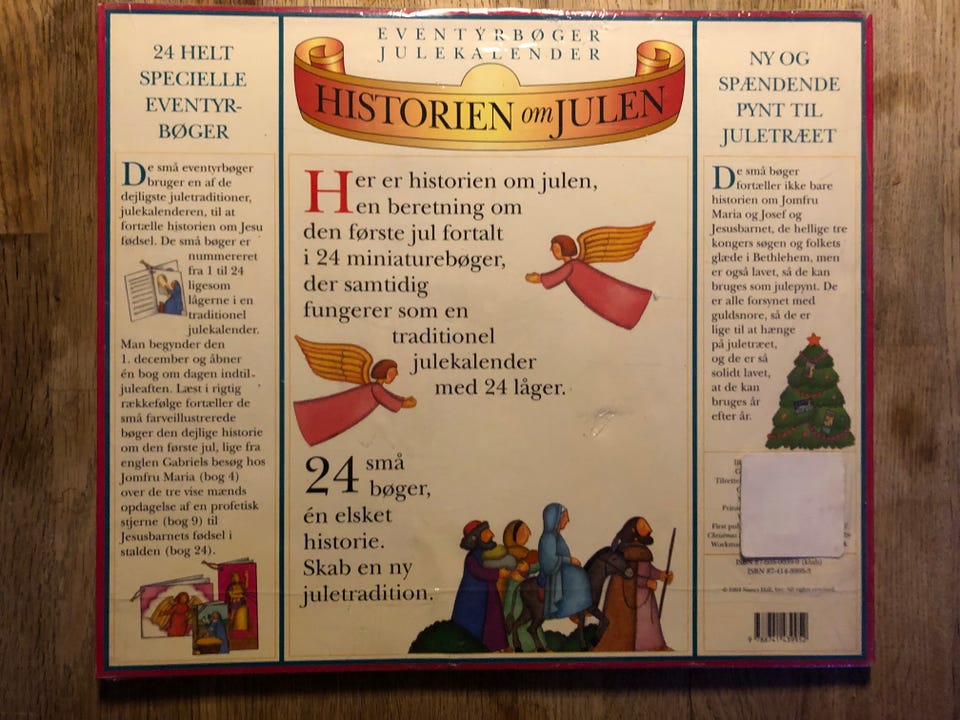 24 HELT
SPECIELLE
EVENTYR-
BØGER
De små eventyrbøger
bruger en af de
dejligste juletraditioner,
julekalenderen, til at
fortælle historien om Jesu
fødsel. De små bøger er
nummereret
fra 1 til 24
ligesom
lågerne i en
traditionel
julekalender.
Man begynder den
1. december og åbner
én bog om dagen indtil
juleaften. Læst i rigtig
rækkefølge fortæller de
små farveillustrerede
bøger den dejlige historie
om den første jul, lige fra
englen Gabriels besøg hos
Jomfru Maria (bog 4)
over de tre vise mænds
opdagelse af en profetisk
stjerne (bog 9) til
Jesusbarnets fødsel i
stalden (bog 24).
EVENTYRBØGER
JULEKALENDER
HISTORIEN om JULEN
Her er historien om julen,
en beretning om
den første jul fortalt
i 24 miniaturebøger,
der samtidig
fungerer som en
traditionel
julekalender
med 24 låger.
24 små
bøger,
én elsket
historie.
Skab en ny
juletradition.
NY OG
SPÆNDENDE
PYNT TIL
JULETRÆET
De små bøger
fortæller ikke bare
historien om Jomfru
Maria og Josef og
Jesusbarnet, de hellige tre
kongers søgen og folkets
glæde i Bethlehem, men
er også lavet, så de kan
bruges som julepynt. De
er alle forsynet med
guldsnore, så de er
lige til at hænge
på juletræet,
og de er så
solidt lavet,
at de kan
bruges år
efter år.
First
Christmas
All rights reserved.